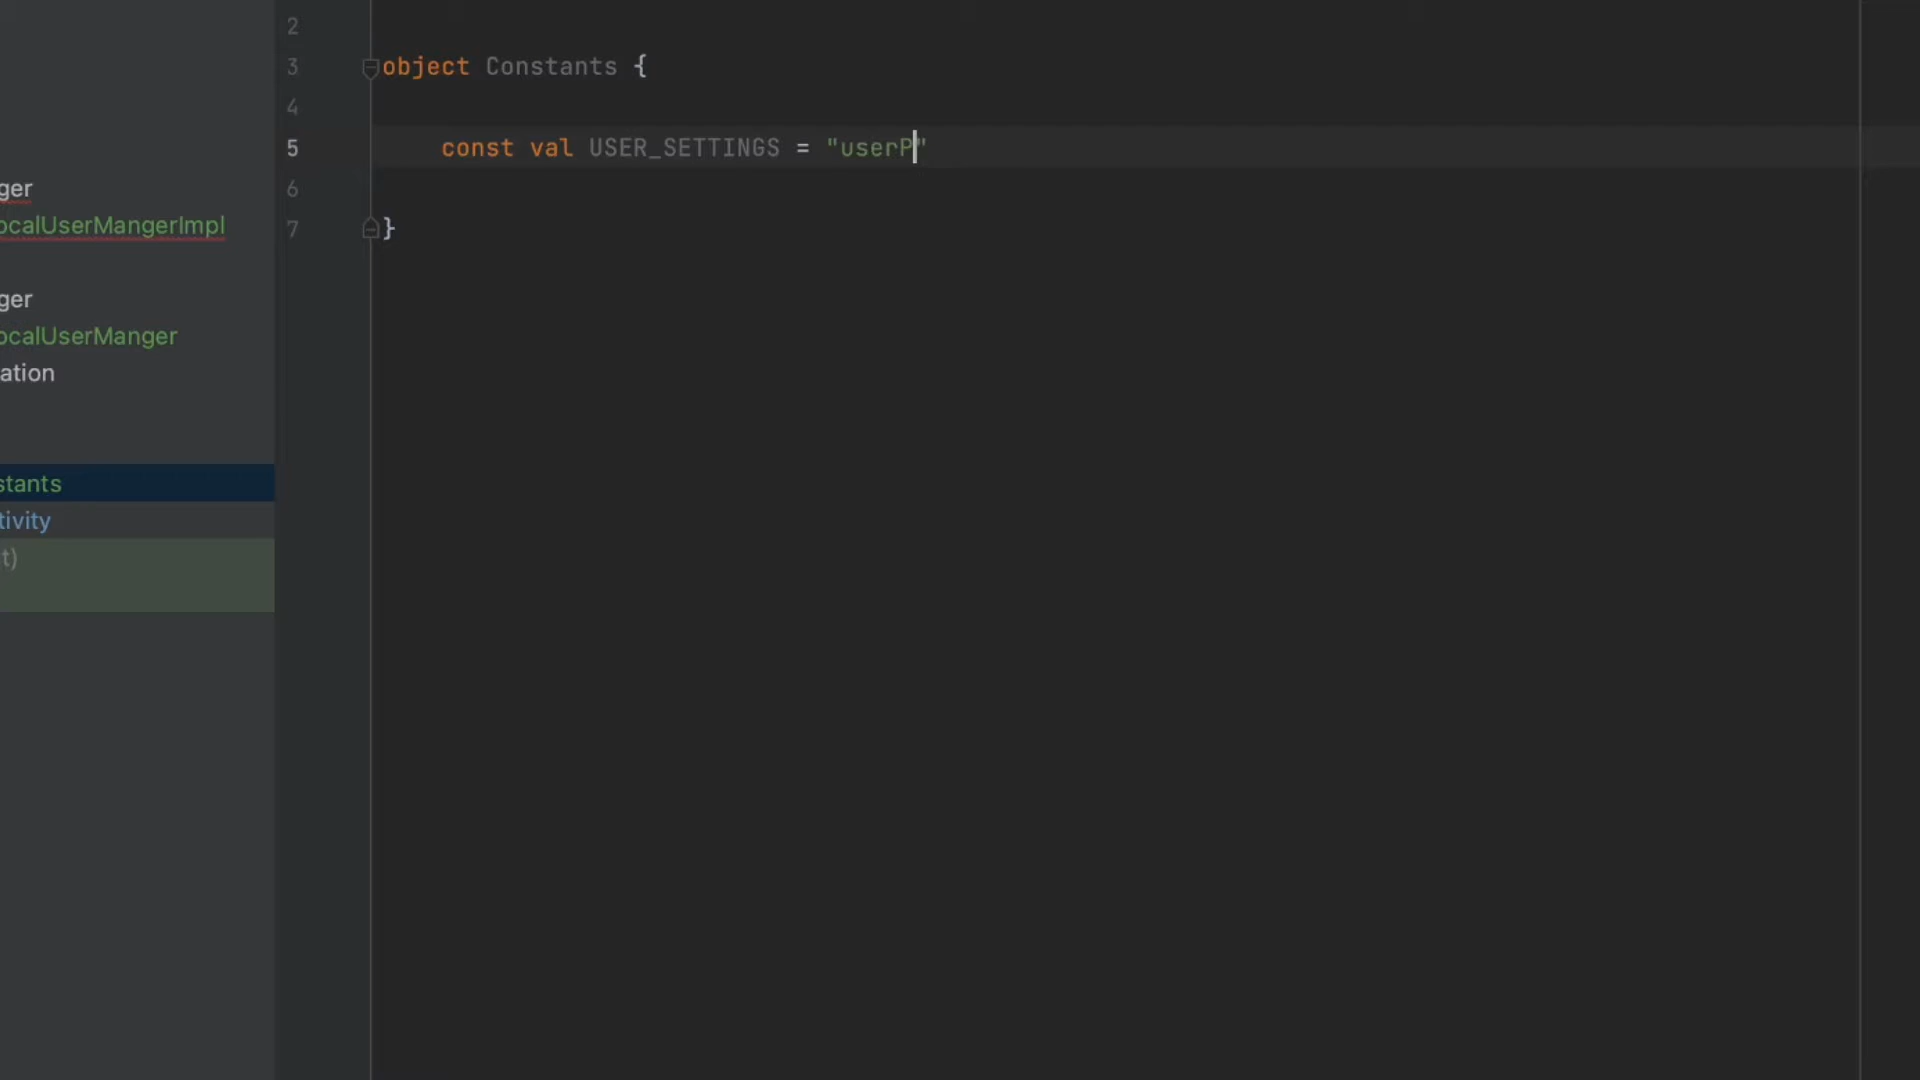 2
3 object Constants {
4
5 const val USER_SETTINGS = "userP"
6
7 }
ger
ocalUserMangerImpl
ger
ocalUserManger
ation
stants
tivity
t)